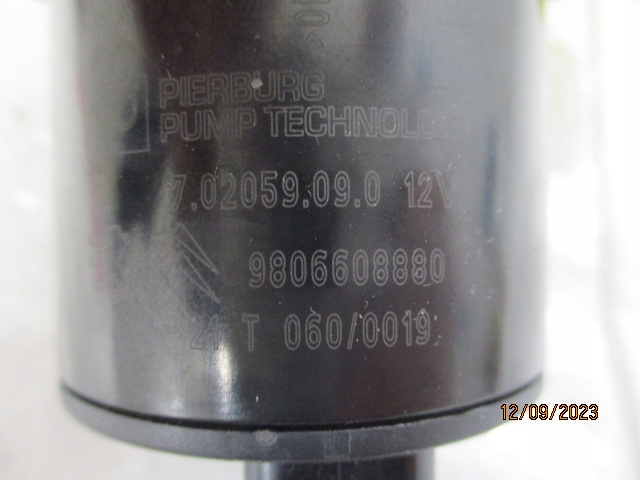 PIERBURG
PUMP TECHNOLO
7.02059.09.0 12V
9806608880
T 060/0019
12/09/2023